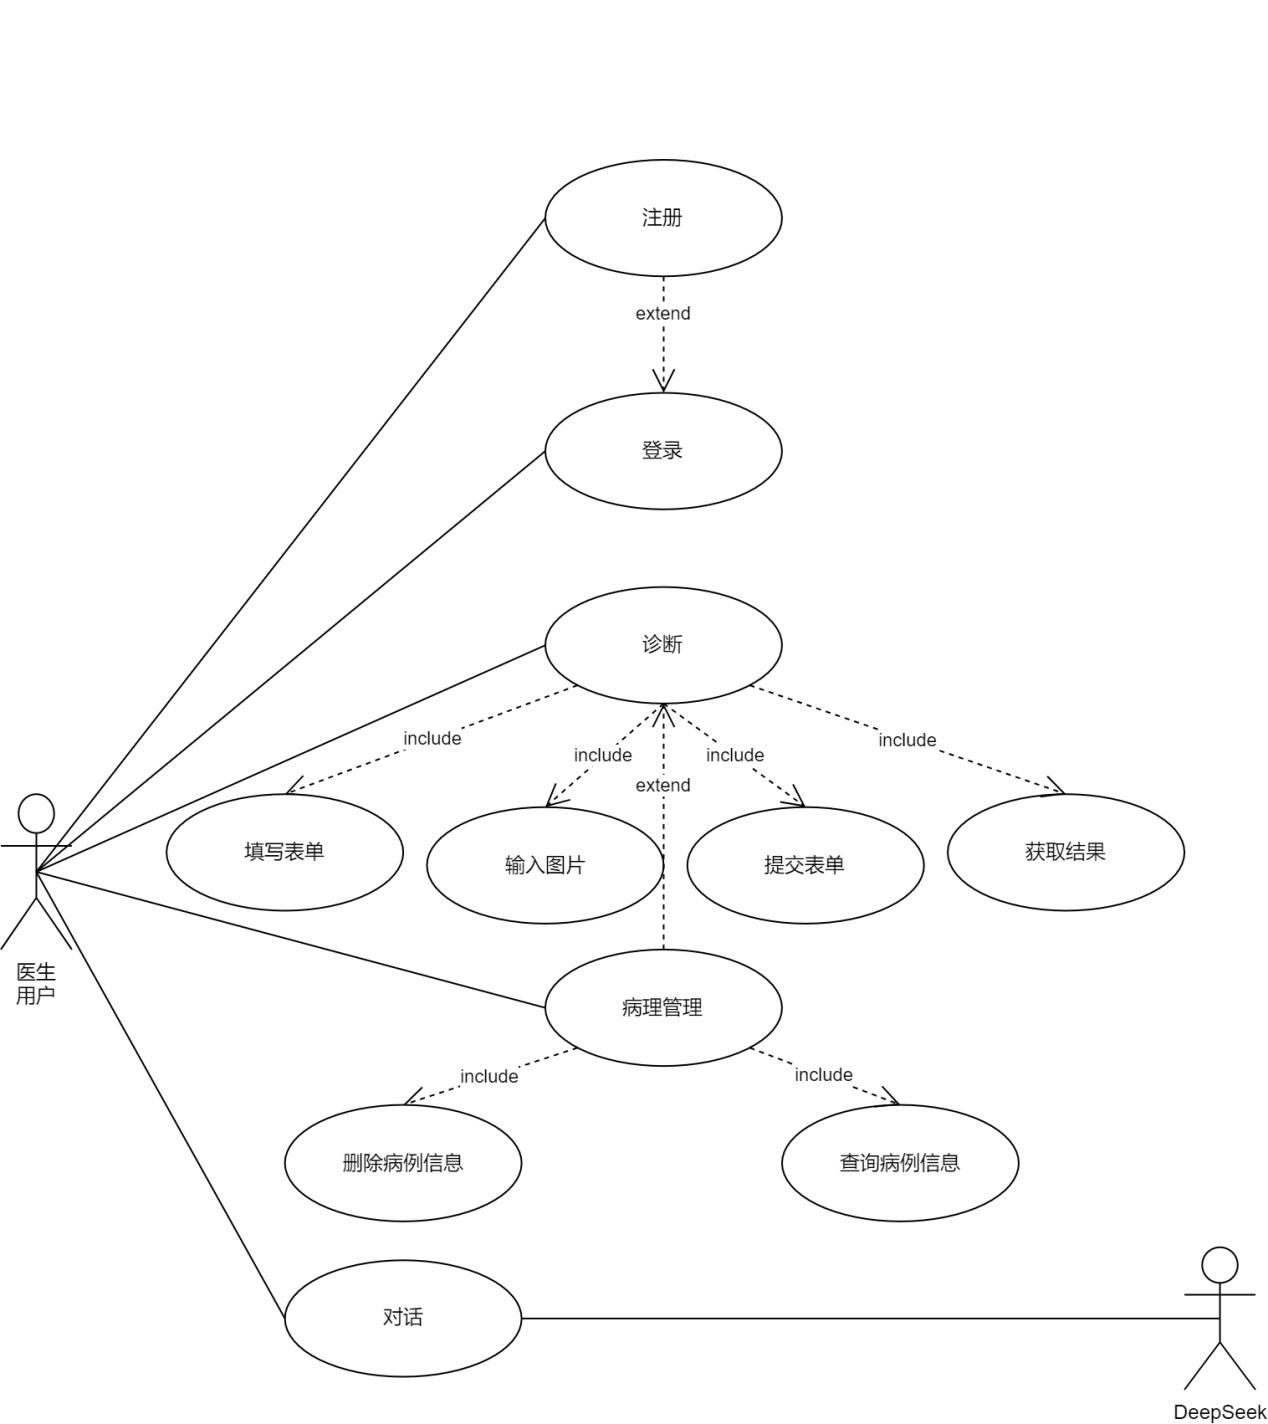 注册
extend
登录
诊断
include
include
include
include
extend
填写表单
输入图片
提交表单
获取结果
医生
用户
病理管理
include
include
删除病例信息
查询病例信息
对话
DeepSeek